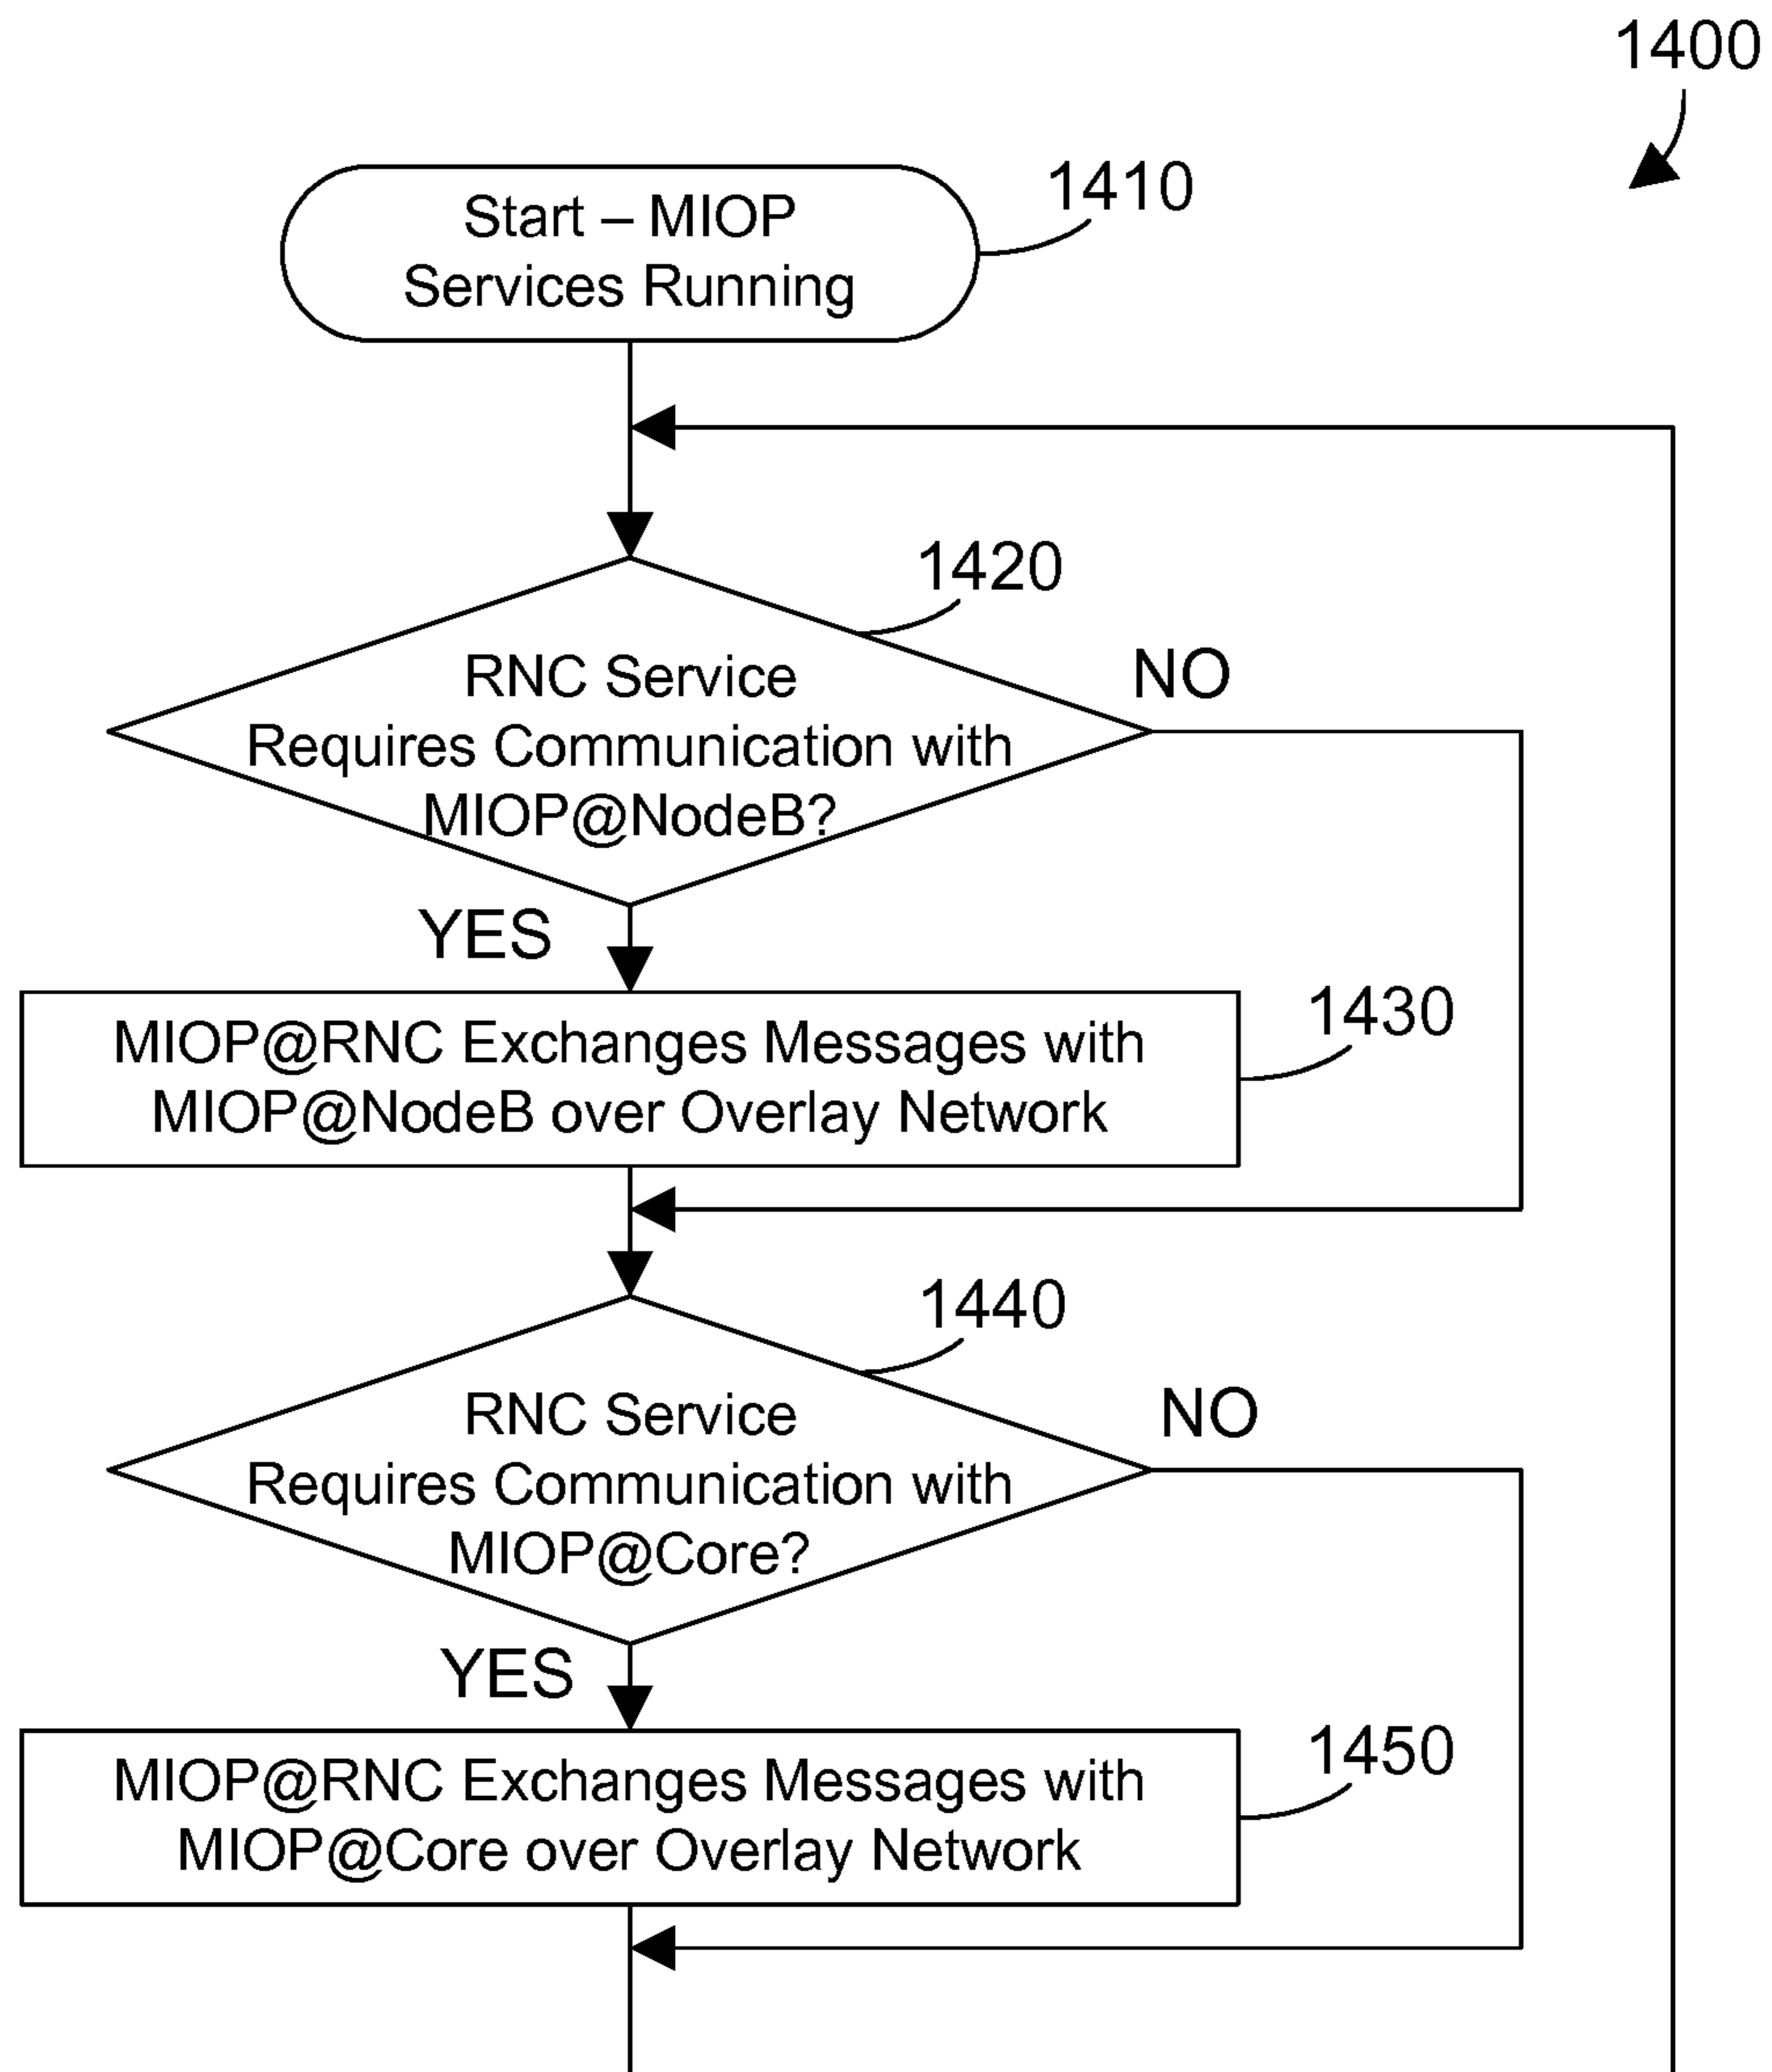 1400
Start – MIOP
Services Running
1410
1420
RNC Service
Requires Communication with
MIOP@NodeB?
NO
YES
MIOP@RNC Exchanges Messages with
MIOP@NodeB over Overlay Network
1430
1440
RNC Service
Requires Communication with
MIOP@Core?
NO
YES
MIOP@RNC Exchanges Messages with
MIOP@Core over Overlay Network
1450